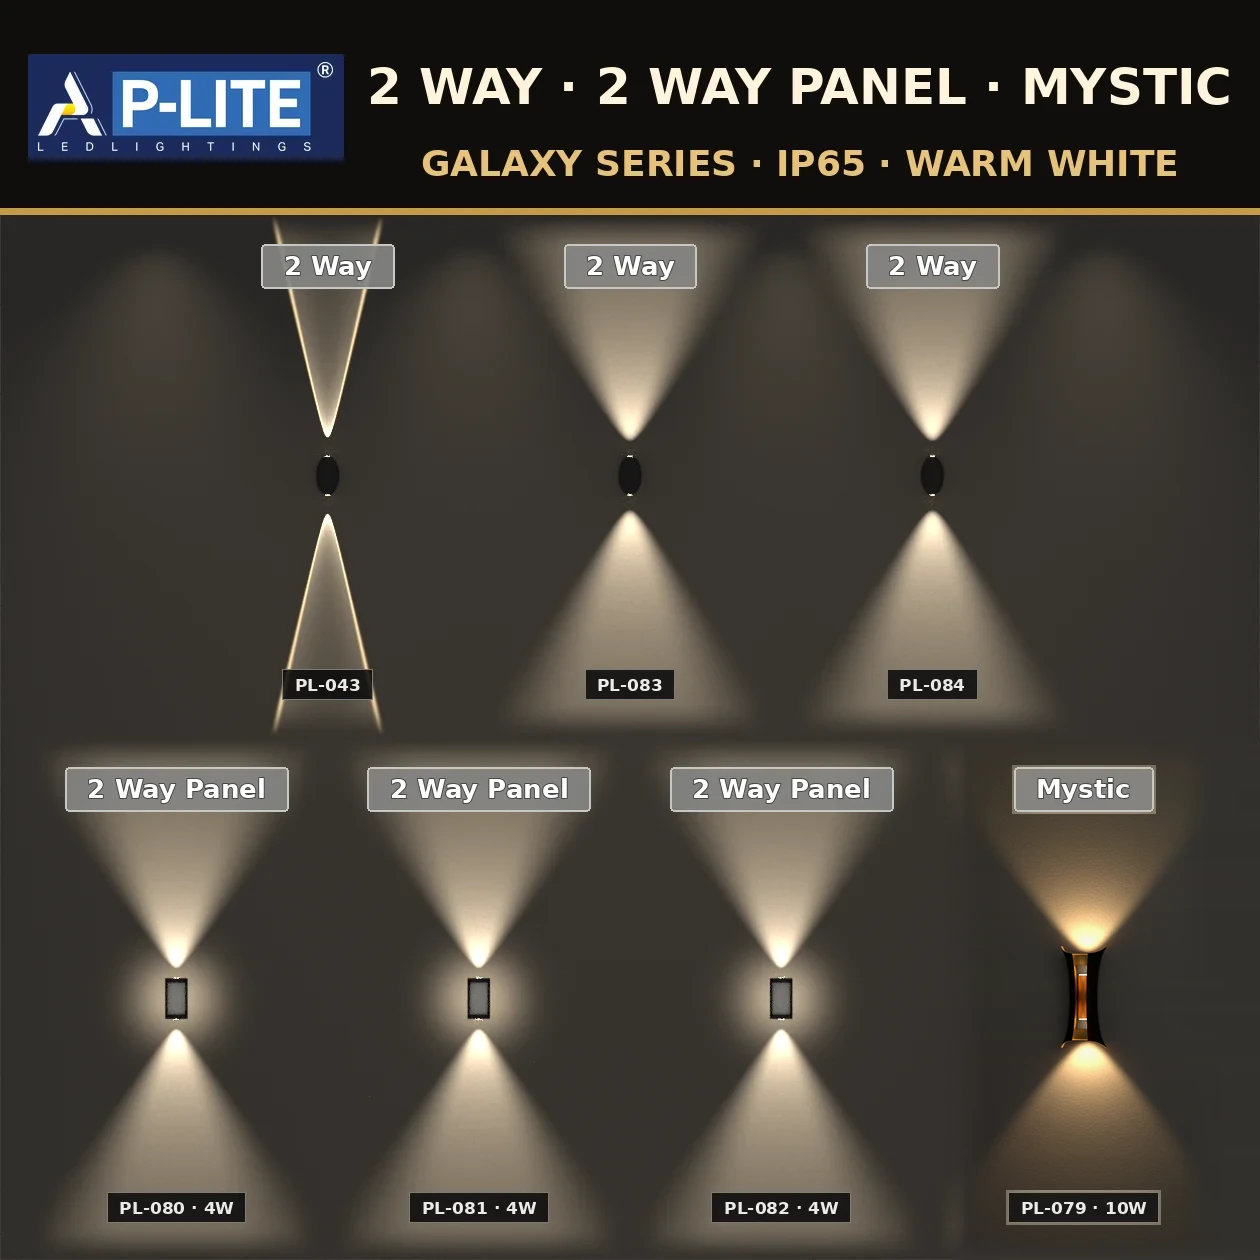 AP-LITE®
LEDLIGHTINGS
2 WAY · 2 WAY PANEL · MYSTIC
GALAXY SERIES · IP65 · WARM WHITE
2 Way
2 Way
2 Way
PL-043
PL-083
PL-084
2 Way Panel
2 Way Panel
2 Way Panel
Mystic
PL-080 · 4W
PL-081 · 4W
PL-082 · 4W
PL-079 · 10W